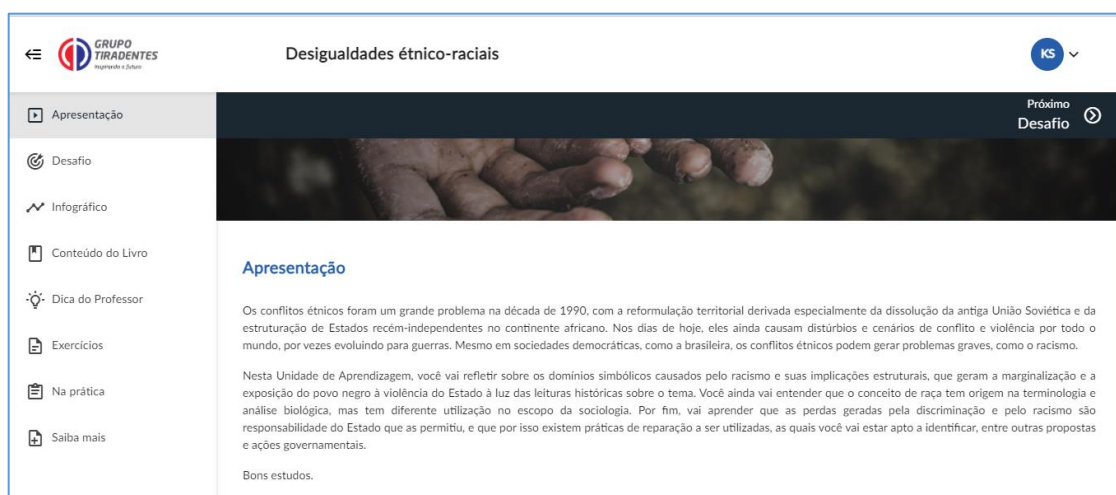 GRUPO
TIRADENTES
inspirando o futuro
Desigualdades étnico-raciais
KS
Apresentação
Próximo
Desafio
Desafio
Infográfico
Conteúdo do Livro
Dica do Professor
Exercícios
Na prática
Saiba mais
Apresentação
Os conflitos étnicos foram um grande problema na década de 1990, com a reformulação territorial derivada especialmente da dissolução da antiga União Soviética e da
estruturação de Estados recém-independentes no continente africano. Nos dias de hoje, eles ainda causam distúrbios e cenários de conflito e violência por todo o
mundo, por vezes evoluindo para guerras. Mesmo em sociedades democráticas, como a brasileira, os conflitos étnicos podem gerar problemas graves, como o racismo.
Nesta Unidade de Aprendizagem, você vai refletir sobre os domínios simbólicos causados pelo racismo e suas implicações estruturais, que geram a marginalização e a
exposição do povo negro à violência do Estado à luz das leituras históricas sobre o tema. Você ainda vai entender que o conceito de raça tem origem na terminologia e
análise biológica, mas tem diferente utilização no escopo da sociologia. Por fim, vai aprender que as perdas geradas pela discriminação e pelo racismo são
responsabilidade do Estado que as permitiu, e que por isso existem práticas de reparação a ser utilizadas, as quais você vai estar apto a identificar, entre outras propostas
e ações governamentais.
Bons estudos.